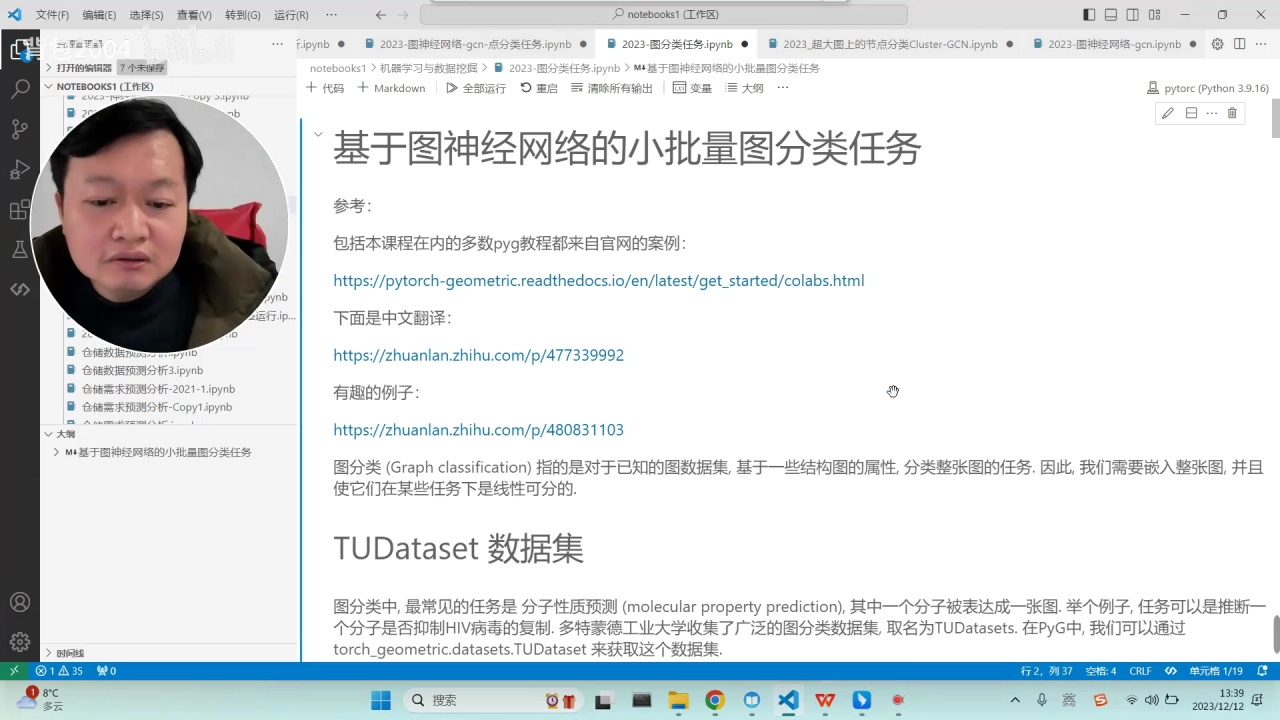 文件(F) 编辑(E) 选择(S) 查看(V) 转到(G) 运行(R) notebooks1 (工作区)
2023-图神经网络-gcn-点分类任务.ipynb 2023-图分类任务.ipynb 2023_超大图上的节点分类Cluster-GCN.ipynb 2023-图神经网络-gcn.ipynb
打开的编辑器 7 个未保存
notebooks1 > 机器学习与数据挖掘 > 2023-图分类任务.ipynb > M↓基于图神经网络的小批量图分类任务
NOTEBOOKS1 (工作区)
代码 Markdown 全部运行 重启 清除所有输出 变量 大纲 ··· pytorc (Python 3.9.16)
基于图神经网络的小批量图分类任务
参考:
包括本课程在内的多数pyg教程都来自官网的案例:
https://pytorch-geometric.readthedocs.io/en/latest/get_started/colabs.html
下面是中文翻译:
https://zhuanlan.zhihu.com/p/477339992
有趣的例子:
https://zhuanlan.zhihu.com/p/480831103
图分类 (Graph classification) 指的是对于已知的图数据集, 基于一些结构图的属性, 分类整张图的任务. 因此, 我们需要嵌入整张图, 并且
使它们在某些任务下是线性可分的.
TUDataset 数据集
图分类中, 最常见的任务是 分子性质预测 (molecular property prediction), 其中一个分子被表达成一张图. 举个例子, 任务可以是推断一
个分子是否抑制HIV病毒的复制. 多特蒙德工业大学收集了广泛的图分类数据集, 取名为TUDatasets. 在PyG中, 我们可以通过
torch_geometric.datasets.TUDataset 来获取这个数据集.
仓储数据预测分析.ipynb
仓储数据预测分析3.ipynb
仓储需求预测分析-2021-1.ipynb
仓储需求预测分析-Copy1.ipynb
大纲
M↓基于图神经网络的小批量图分类任务
时间线
1 35 0 行 2, 列 37 空格: 4 CRLF 单元格 1/19
1 8°C
多云
搜索
英
13:39
2023/12/12